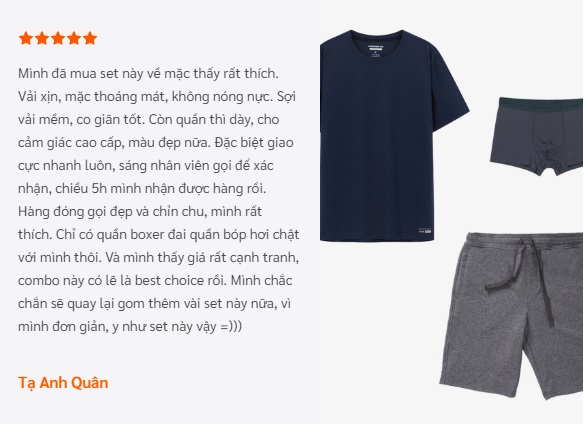 Mình đã mua set này về mặc thấy rất thích.
Vải xịn, mặc thoáng mát, không nóng nực. Sợi
vải mềm, co giãn tốt. Còn quần thì dày, cho
cảm giác cao cấp, màu đẹp nữa. Đặc biệt giao
cực nhanh luôn, sáng nhân viên gọi để xác
nhận, chiều 5h mình nhận được hàng rồi.
Hàng đóng gọi đẹp và chỉn chu, mình rất
thích. Chỉ có quần boxer đai quần bóp hơi chật
với mình thôi. Và mình thấy giá rất cạnh tranh,
combo này có lẽ là best choice rồi. Mình chắc
chắn sẽ quay lại gom thêm vài set này nữa, vì
mình đơn giản, y như set này vậy =)))
Tạ Anh Quân